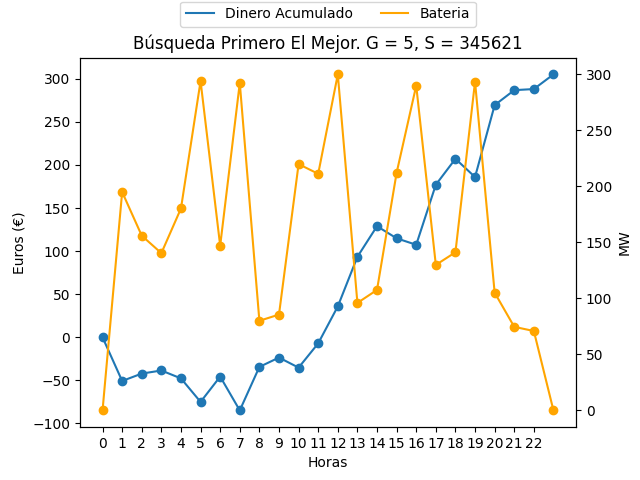 Dinero Acumulado Bateria
Búsqueda Primero El Mejor. G = 5, S = 345621
300
250
200
150
100
50
0
−50
−100
Euros (€)
300
250
200
150
100
50
0
MW
0 1 2 3 4 5 6 7 8 9 10 11 12 13 14 15 16 17 18 19 20 21 22
Horas